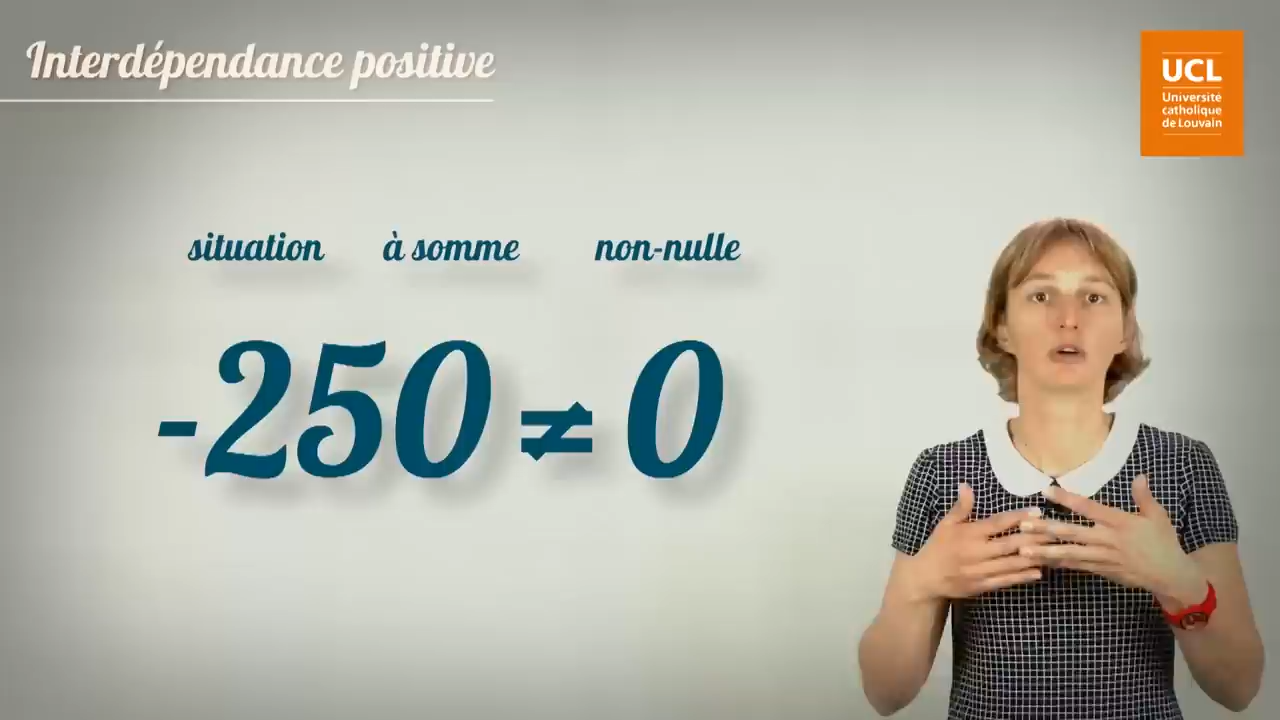 Interdépendance positive
UCL
Université
catholique
de Louvain
situation à somme non-nulle
-250 ≠ 0